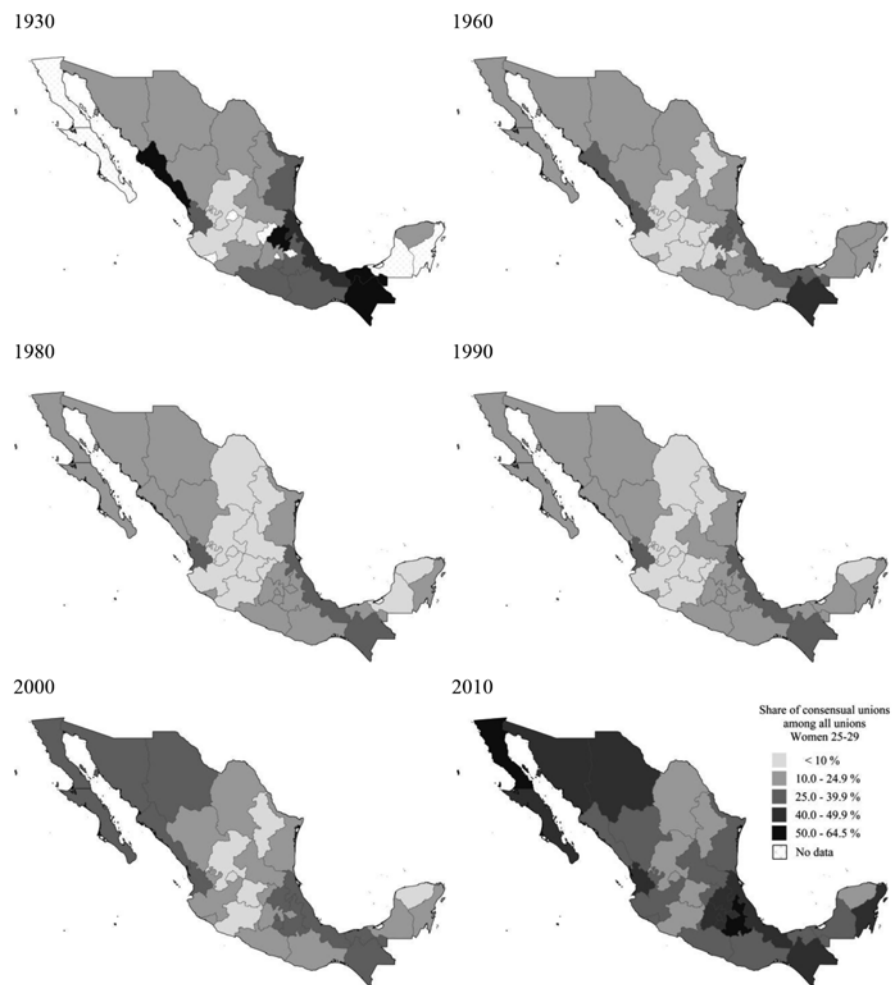 1930
1960
1980
1990
2000
2010
Share of consensual unions
among all unions
Women 25-29
< 10 %
10.0 - 24.9 %
25.0 - 39.9 %
40.0 - 49.9 %
50.0 - 64.5 %
No data